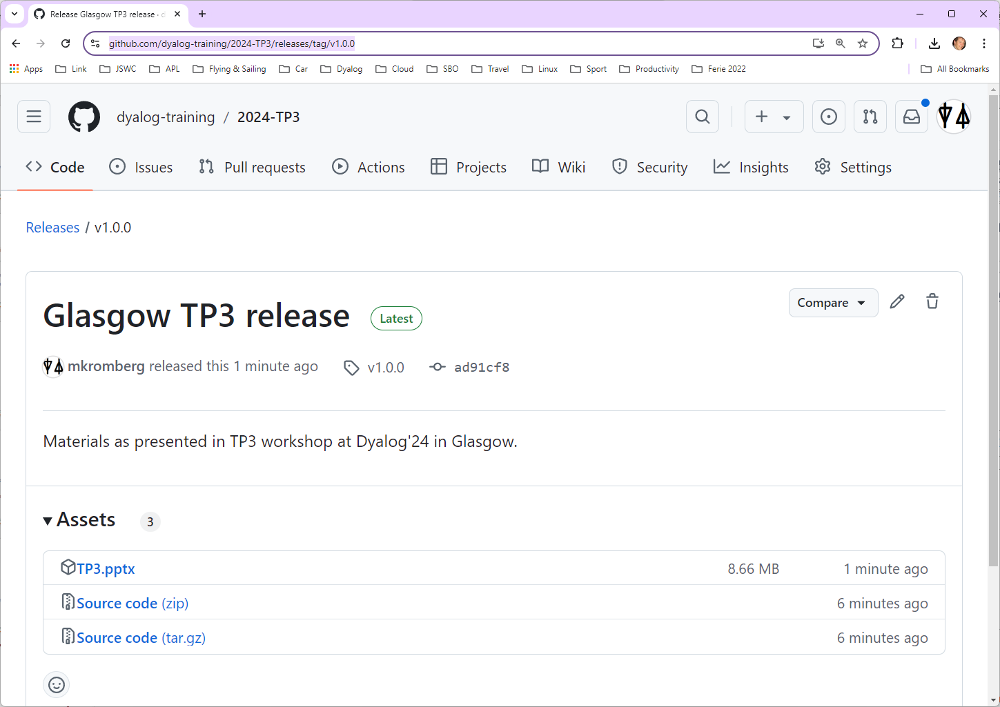 Release Glasgow TP3 release · d
github.com/dyalog-training/2024-TP3/releases/tag/v1.0.0
Apps Link JSWC APL Flying & Sailing Car Dyalog Cloud SBO Travel Linux Sport Productivity Ferie 2022 All Bookmarks
dyalog-training / 2024-TP3
Code Issues Pull requests Actions Projects Wiki Security Insights Settings
Releases / v1.0.0
Glasgow TP3 release Latest Compare
mkromberg released this 1 minute ago v1.0.0 ad91cf8
Materials as presented in TP3 workshop at Dyalog'24 in Glasgow.
Assets 3
TP3.pptx 8.66 MB 1 minute ago
Source code (zip) 6 minutes ago
Source code (tar.gz) 6 minutes ago